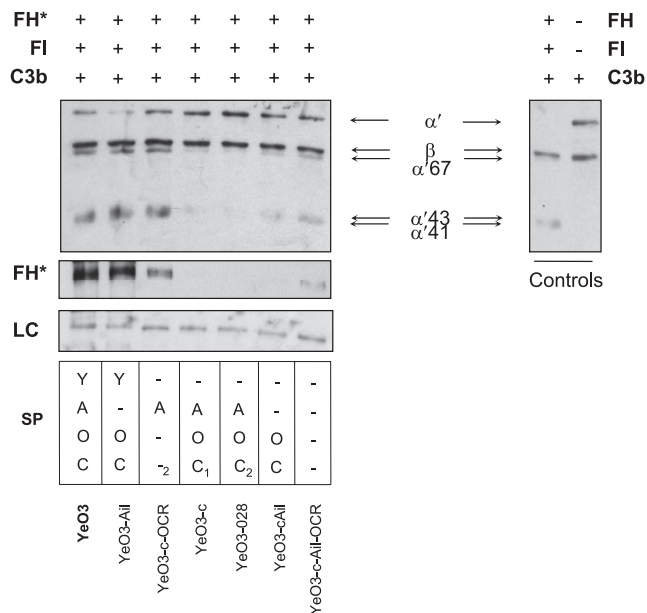 FH* + + + + + + + + - FH
FI + + + + + + + + - FI
C3b + + + + + + + + + C3b
α′
β
α′67
α′43
α′41
FH*
Controls
LC
Y Y - - - - -
A - A A A - -
SP
O O - O O O -
C C -₂ C₁ C₂ C -
YeO3
YeO3-Ail
YeO3-c-OCR
YeO3-c
YeO3-028
YeO3-cAil
YeO3-c-Ail-OCR